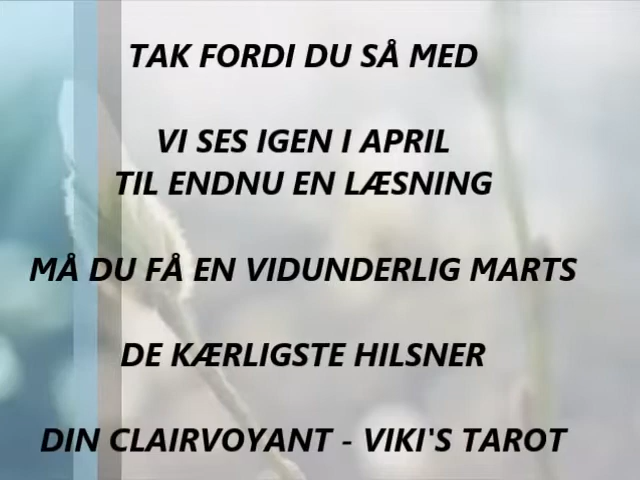 TAK FORDI DU SÅ MED
VI SES IGEN I APRIL
TIL ENDNU EN LÆSNING
MÅ DU FÅ EN VIDUNDERLIG MARTS
DE KÆRLIGSTE HILSNER
DIN CLAIRVOYANT - VIKI'S TAROT